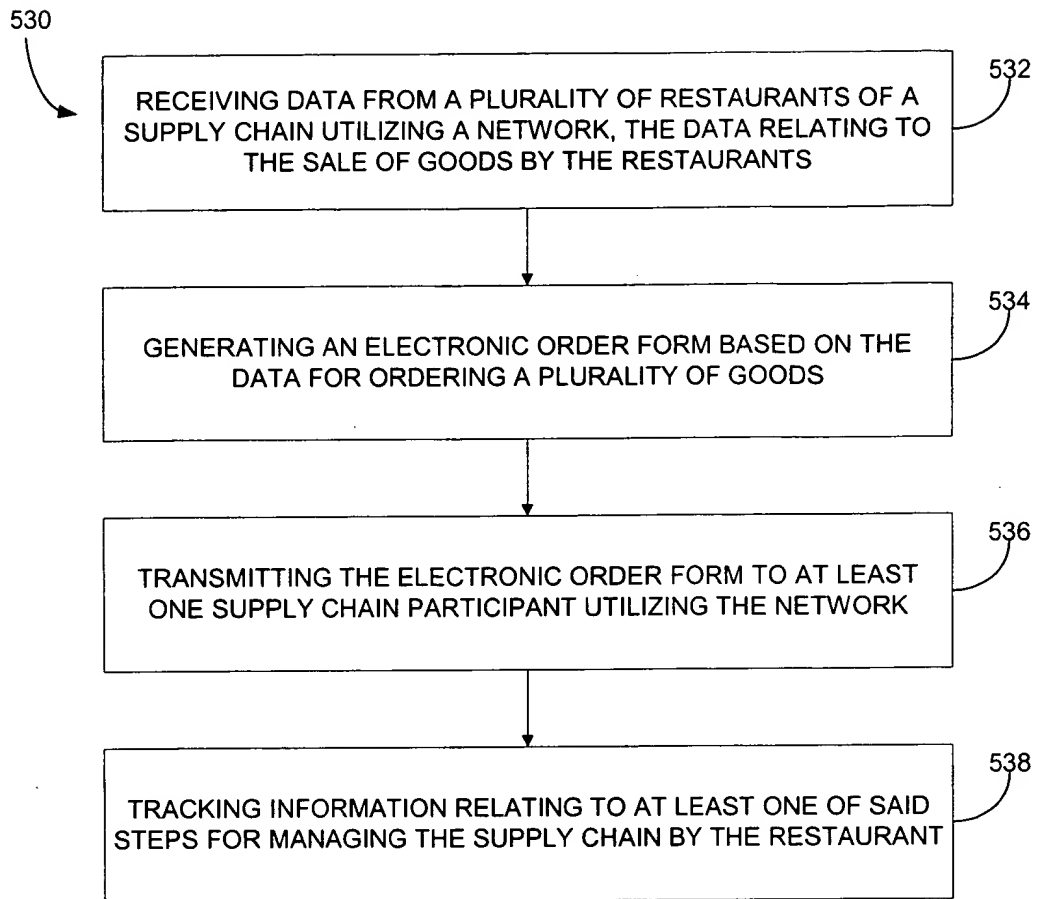 530
532
RECEIVING DATA FROM A PLURALITY OF RESTAURANTS OF A
SUPPLY CHAIN UTILIZING A NETWORK, THE DATA RELATING TO
THE SALE OF GOODS BY THE RESTAURANTS
534
GENERATING AN ELECTRONIC ORDER FORM BASED ON THE
DATA FOR ORDERING A PLURALITY OF GOODS
536
TRANSMITTING THE ELECTRONIC ORDER FORM TO AT LEAST
ONE SUPPLY CHAIN PARTICIPANT UTILIZING THE NETWORK
538
TRACKING INFORMATION RELATING TO AT LEAST ONE OF SAID
STEPS FOR MANAGING THE SUPPLY CHAIN BY THE RESTAURANT